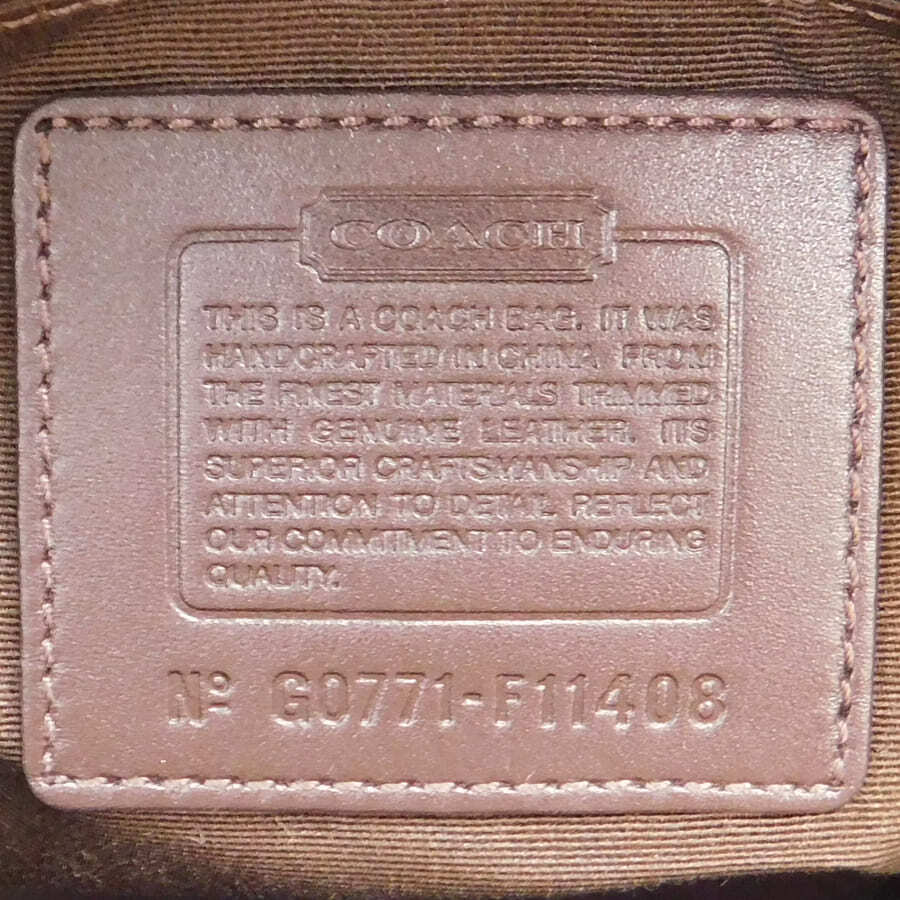 COACH
THIS IS A COACH BAG. IT WAS
HANDCRAFTED IN CHINA FROM
THE FINEST MATERIALS TRIMMED
WITH GENUINE LEATHER. ITS
SUPERIOR CRAFTSMANSHIP AND
ATTENTION TO DETAIL REFLECT
OUR COMMITMENT TO ENDURING
QUALITY.
Nº G0771-F11408